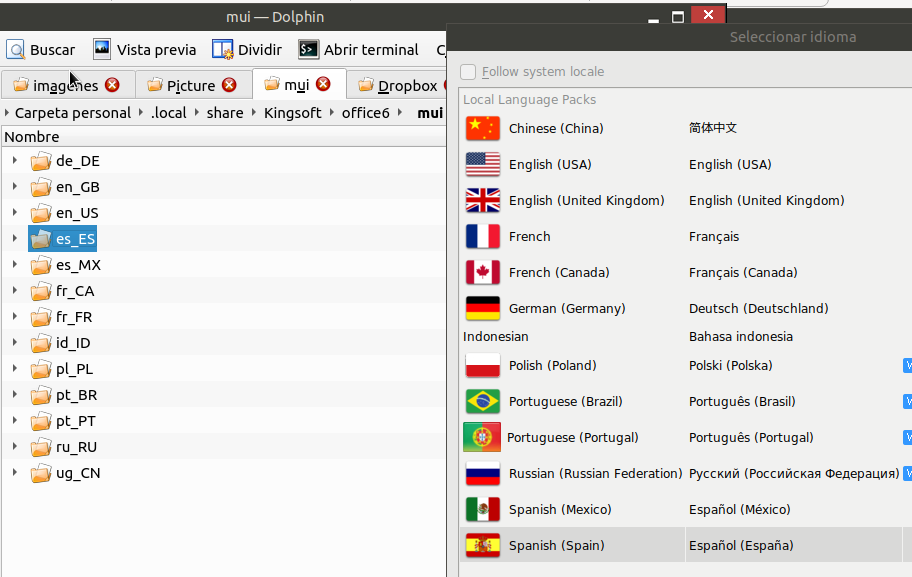 mui — Dolphin
Buscar Vista previa Dividir Abrir terminal
imagenes Picture mui Dropbox
Carpeta personal .local share Kingsoft office6 mui
Nombre
de_DE
en_GB
en_US
es_ES
es_MX
fr_CA
fr_FR
id_ID
pl_PL
pt_BR
pt_PT
ru_RU
ug_CN
Seleccionar idioma
Follow system locale
Local Language Packs
Chinese (China) 简体中文
English (USA) English (USA)
English (United Kingdom) English (United Kingdom)
French Français
French (Canada) Français (Canada)
German (Germany) Deutsch (Deutschland)
Indonesian Bahasa indonesia
Polish (Poland) Polski (Polska)
Portuguese (Brazil) Português (Brasil)
Portuguese (Portugal) Português (Portugal)
Russian (Russian Federation) Русский (Российская Федерация)
Spanish (Mexico) Español (México)
Spanish (Spain) Español (España)